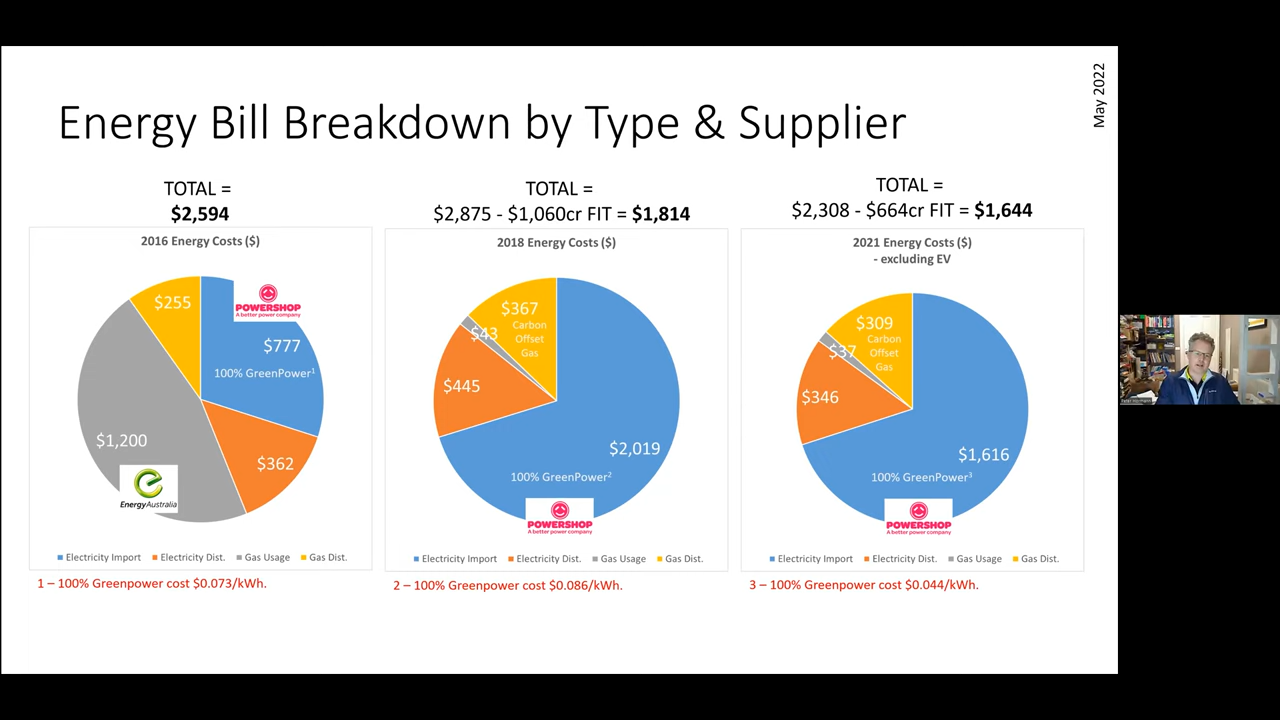 May 2022
Energy Bill Breakdown by Type & Supplier
TOTAL =
$2,594
2016 Energy Costs ($)
$255
POWERSHOP
A better power company
$777
100% GreenPower1
$1,200
$362
EnergyAustralia
Electricity Import Electricity Dist. Gas Usage Gas Dist.
1 – 100% Greenpower cost $0.073/kWh.
TOTAL =
$2,875 - $1,060cr FIT = $1,814
2018 Energy Costs ($)
$367
Carbon
Offset
Gas
$43
$445
$2,019
100% GreenPower2
POWERSHOP
A better power company
Electricity Import Electricity Dist. Gas Usage Gas Dist.
2 – 100% Greenpower cost $0.086/kWh.
TOTAL =
$2,308 - $664cr FIT = $1,644
2021 Energy Costs ($)
- excluding EV
$309
Carbon
Offset
Gas
$37
$346
$1,616
100% GreenPower3
POWERSHOP
A better power company
Electricity Import Electricity Dist. Gas Usage Gas Dist.
3 – 100% Greenpower cost $0.044/kWh.